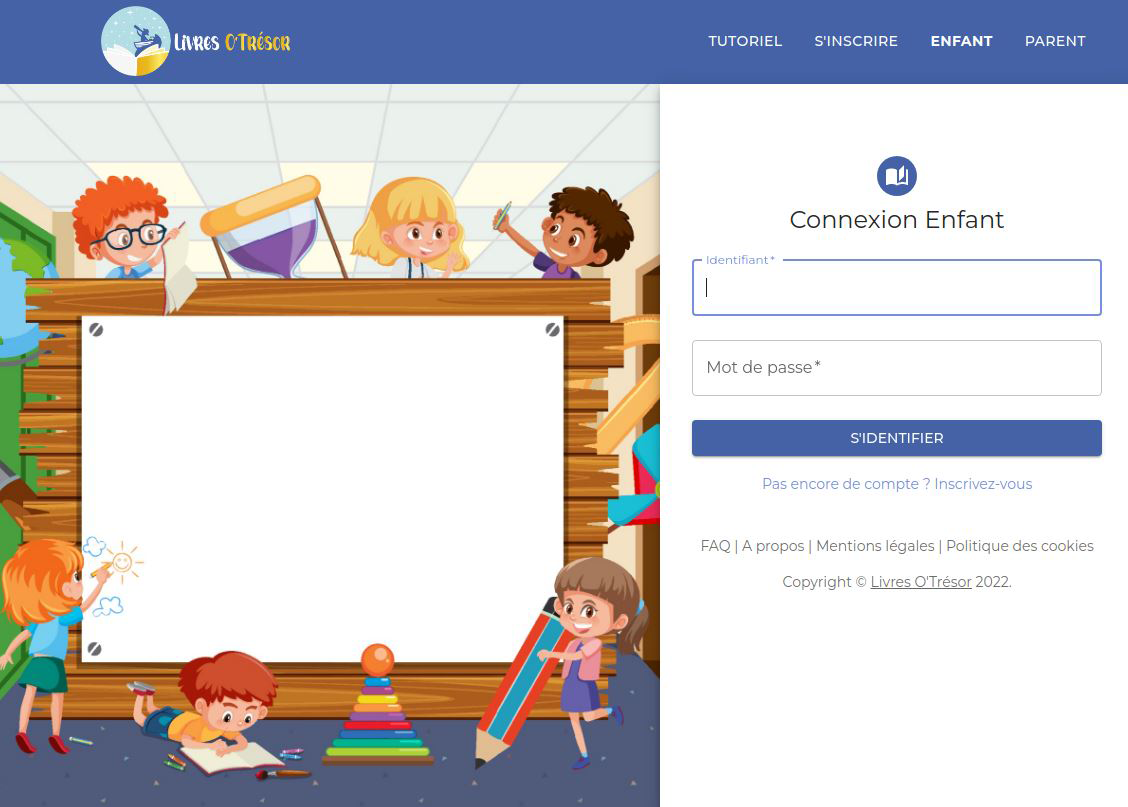 Livres O'Trésor
TUTORIEL S'INSCRIRE ENFANT PARENT
Connexion Enfant
Identifiant *
Mot de passe *
S'IDENTIFIER
Pas encore de compte ? Inscrivez-vous
FAQ | A propos | Mentions légales | Politique des cookies
Copyright © Livres O'Trésor 2022.